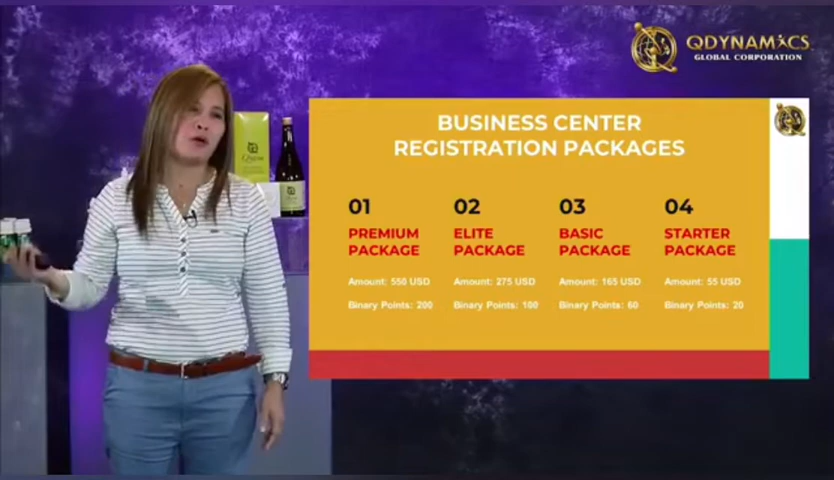 QDYNAMICS
GLOBAL CORPORATION
BUSINESS CENTER
REGISTRATION PACKAGES
01
PREMIUM
PACKAGE
Amount: 550 USD
Binary Points: 200
02
ELITE
PACKAGE
Amount: 275 USD
Binary Points: 100
03
BASIC
PACKAGE
Amount: 165 USD
Binary Points: 60
04
STARTER
PACKAGE
Amount: 55 USD
Binary Points: 20